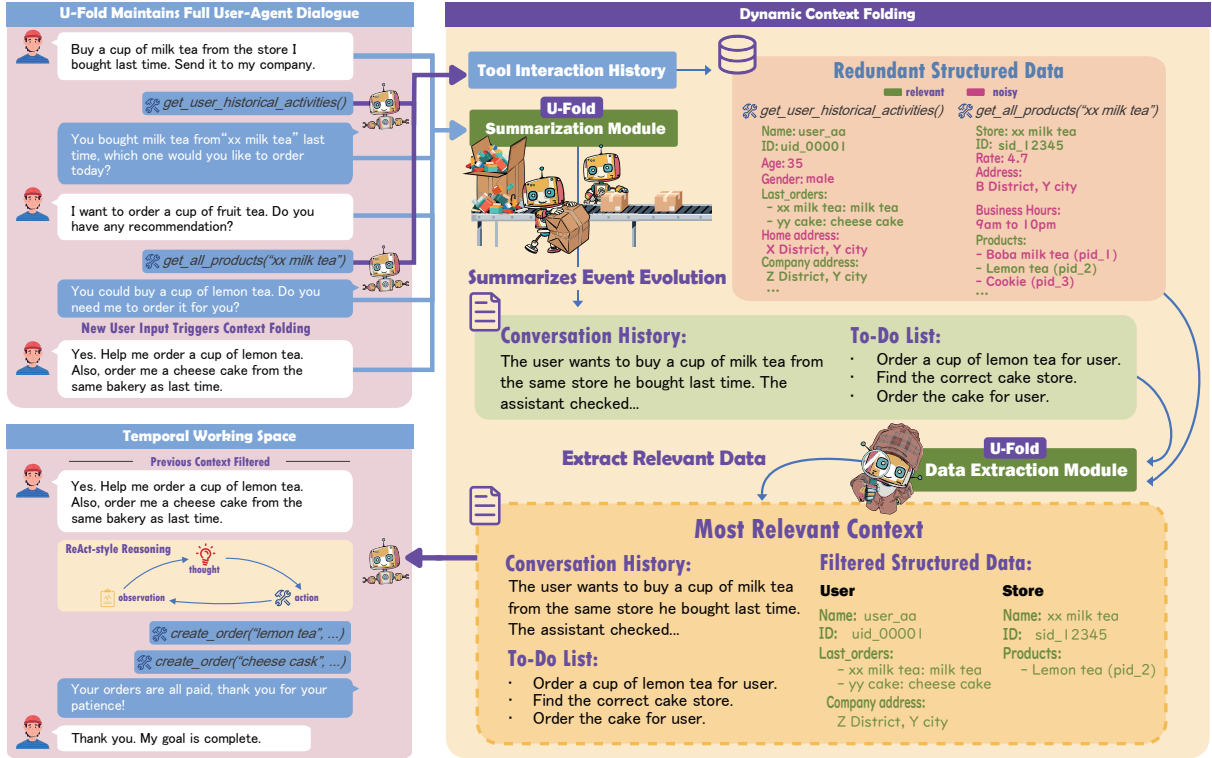 U-Fold Maintains Full User-Agent Dialogue
Buy a cup of milk tea from the store I
bought last time. Send it to my company.
get_user_historical_activities()
You bought milk tea from“xx milk tea” last
time, which one would you like to order
today?
I want to order a cup of fruit tea. Do you
have any recommendation?
get_all_products(“xx milk tea”)
You could buy a cup of lemon tea. Do you
need me to order it for you?
New User Input Triggers Context Folding
Yes. Help me order a cup of lemon tea.
Also, order me a cheese cake from the
same bakery as last time.
Temporal Working Space
Previous Context Filtered
Yes. Help me order a cup of lemon tea.
Also, order me a cheese cake from the
same bakery as last time.
ReAct-style Reasoning
thought
observation
action
create_order(“lemon tea”, ...)
create_order(“cheese cask”, ...)
Your orders are all paid, thank you for your
patience!
Thank you. My goal is complete.
Dynamic Context Folding
Tool Interaction History
U-Fold
Summarization Module
Summarizes Event Evolution
Redundant Structured Data
relevant
noisy
get_user_historical_activities()
Name: user_aa
ID: uid_00001
Age: 35
Gender: male
Last_orders:
– xx milk tea: milk tea
– yy cake: cheese cake
Home address:
X District, Y city
Company address:
Z District, Y city
...
get_all_products(“xx milk tea”)
Store: xx milk tea
ID: sid_12345
Rate: 4.7
Address:
B District, Y city
Business Hours:
9am to 10pm
Products:
– Boba milk tea (pid_1)
– Lemon tea (pid_2)
– Cookie (pid_3)
...
Conversation History:
The user wants to buy a cup of milk tea from
the same store he bought last time. The
assistant checked...
To-Do List:
· Order a cup of lemon tea for user.
· Find the correct cake store.
· Order the cake for user.
Extract Relevant Data
U-Fold
Data Extraction Module
Most Relevant Context
Conversation History:
The user wants to buy a cup of milk tea
from the same store he bought last time.
The assistant checked...
To-Do List:
· Order a cup of lemon tea for user.
· Find the correct cake store.
· Order the cake for user.
Filtered Structured Data:
User
Name: user_aa
ID: uid_00001
Last_orders:
– xx milk tea: milk tea
– yy cake: cheese cake
Company address:
Z District, Y city
Store
Name: xx milk tea
ID: sid_12345
Products:
– Lemon tea (pid_2)